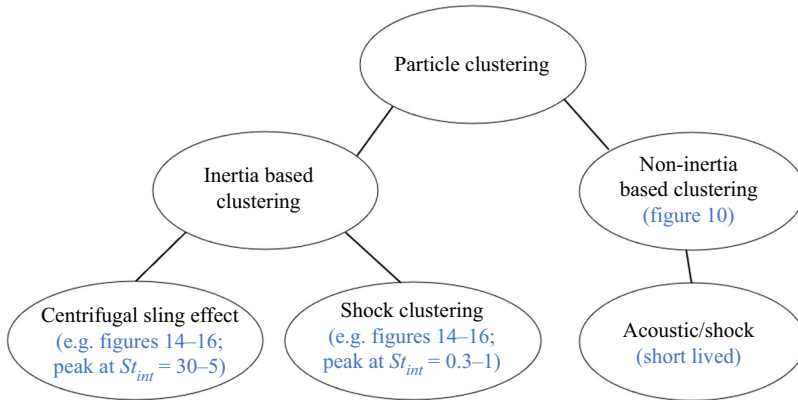 Particle clustering
Inertia based
clustering
Non-inertia
based clustering
(figure 10)
Centrifugal sling effect
(e.g. figures 14–16;
peak at St_int = 30–5)
Shock clustering
(e.g. figures 14–16;
peak at St_int = 0.3–1)
Acoustic/shock
(short lived)